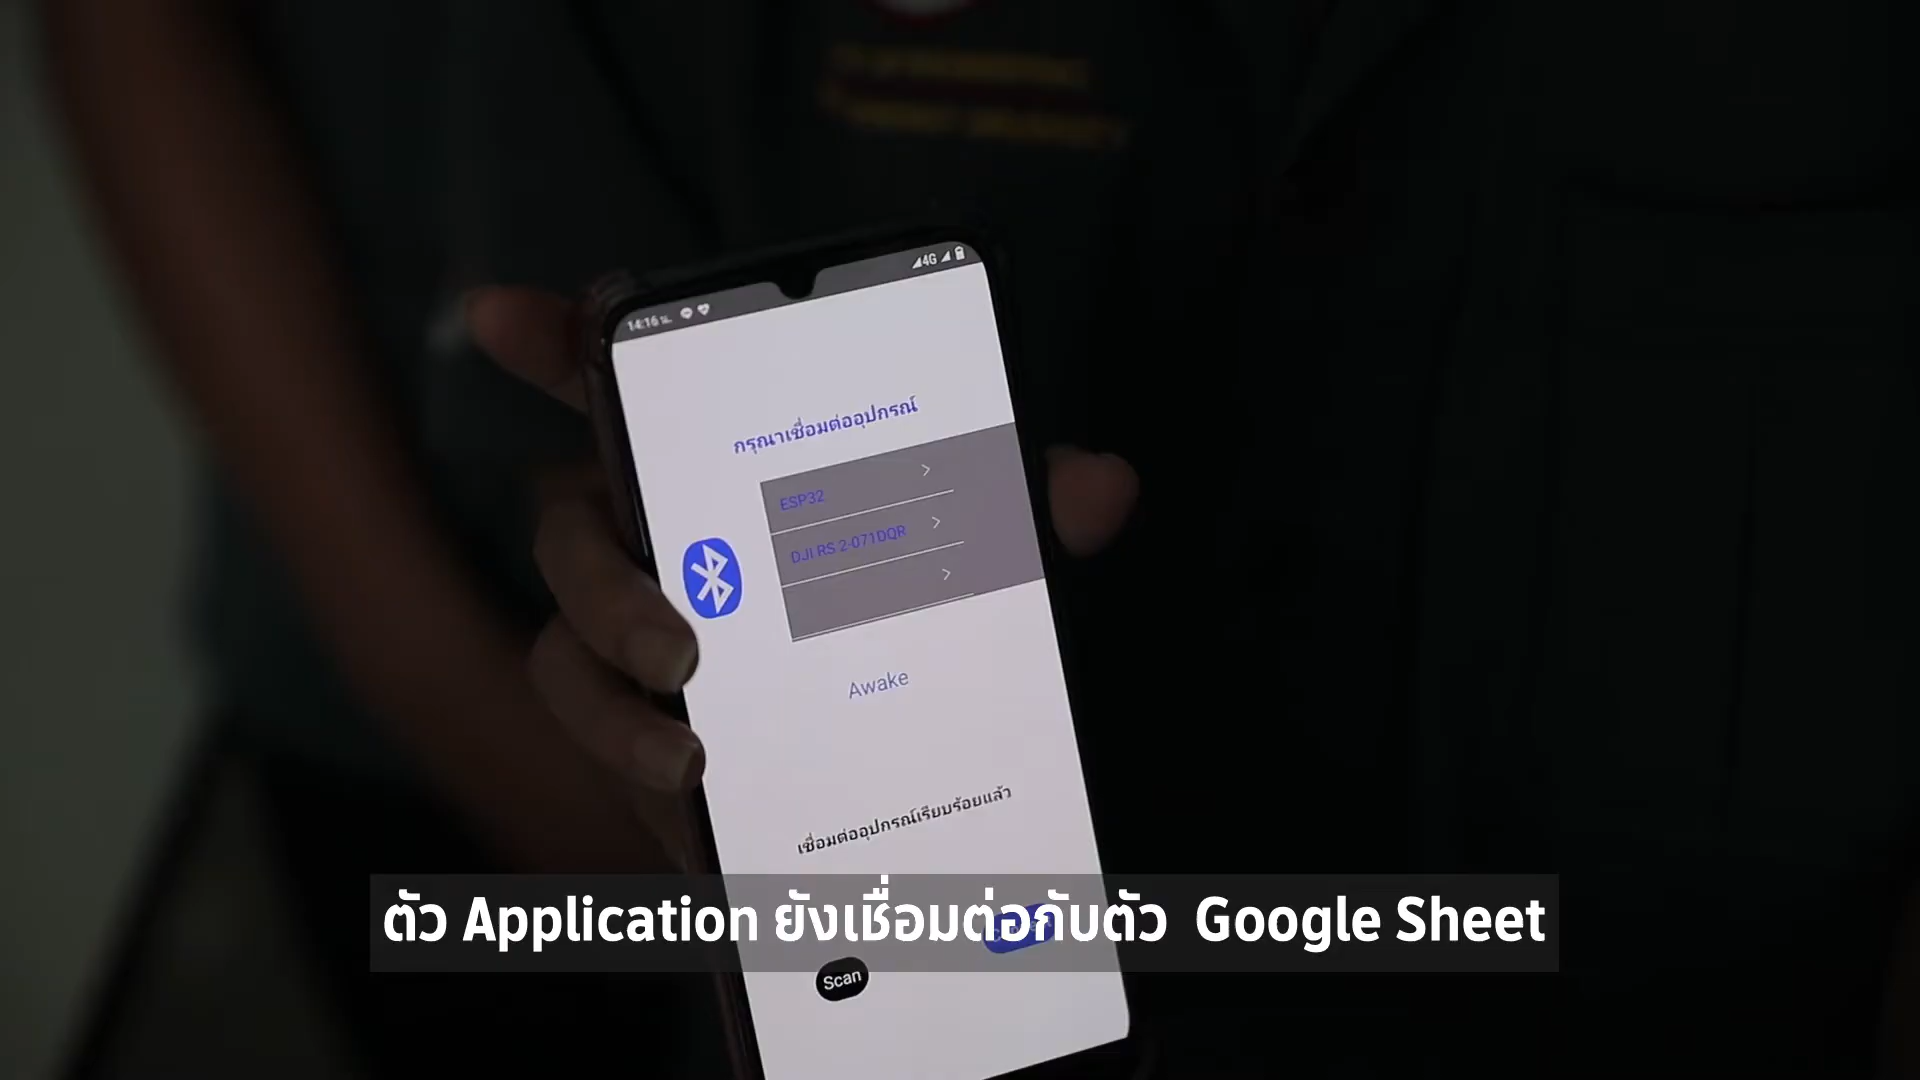 14:16 น.
4G
กรุณาเชื่อมต่ออุปกรณ์
ESP32
DJI RS 2-071DQR
Awake
เชื่อมต่ออุปกรณ์เรียบร้อยแล้ว
ตัว Application ยังเชื่อมต่อกับตัว Google Sheet
Scan